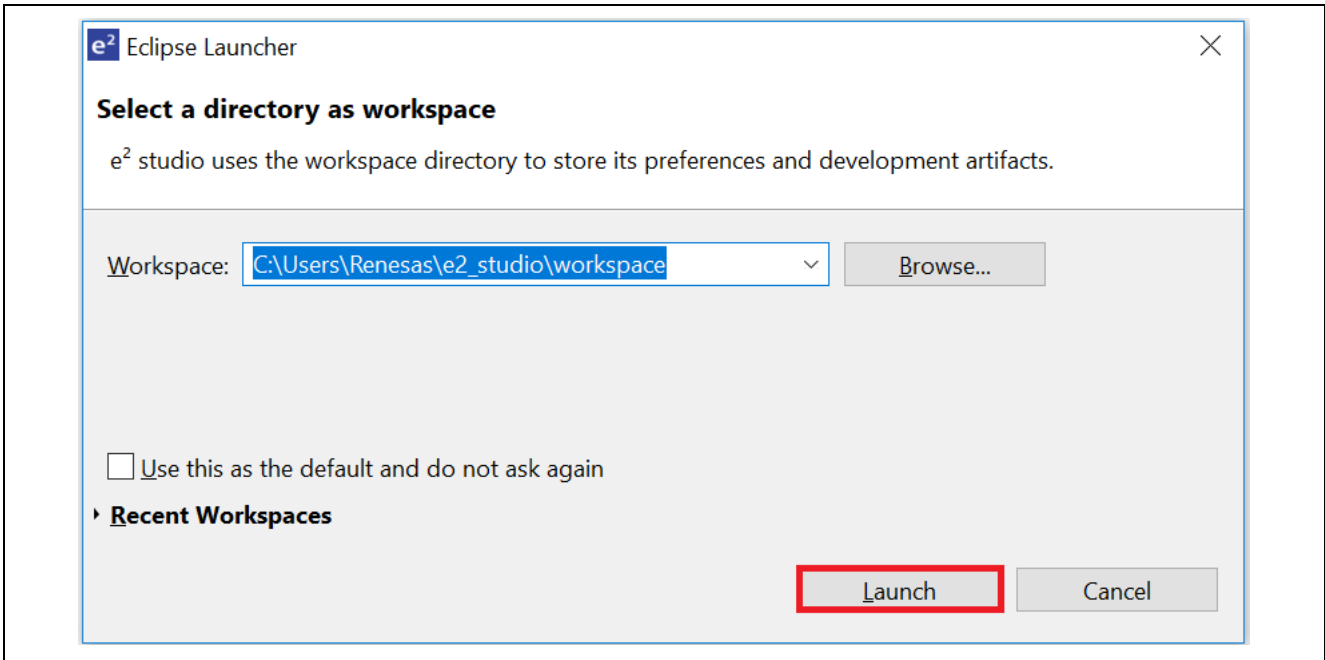 e² Eclipse Launcher
Select a directory as workspace
e² studio uses the workspace directory to store its preferences and development artifacts.
Workspace: C:\Users\Renesas\e2_studio\workspace Browse...
Use this as the default and do not ask again
Recent Workspaces
Launch Cancel